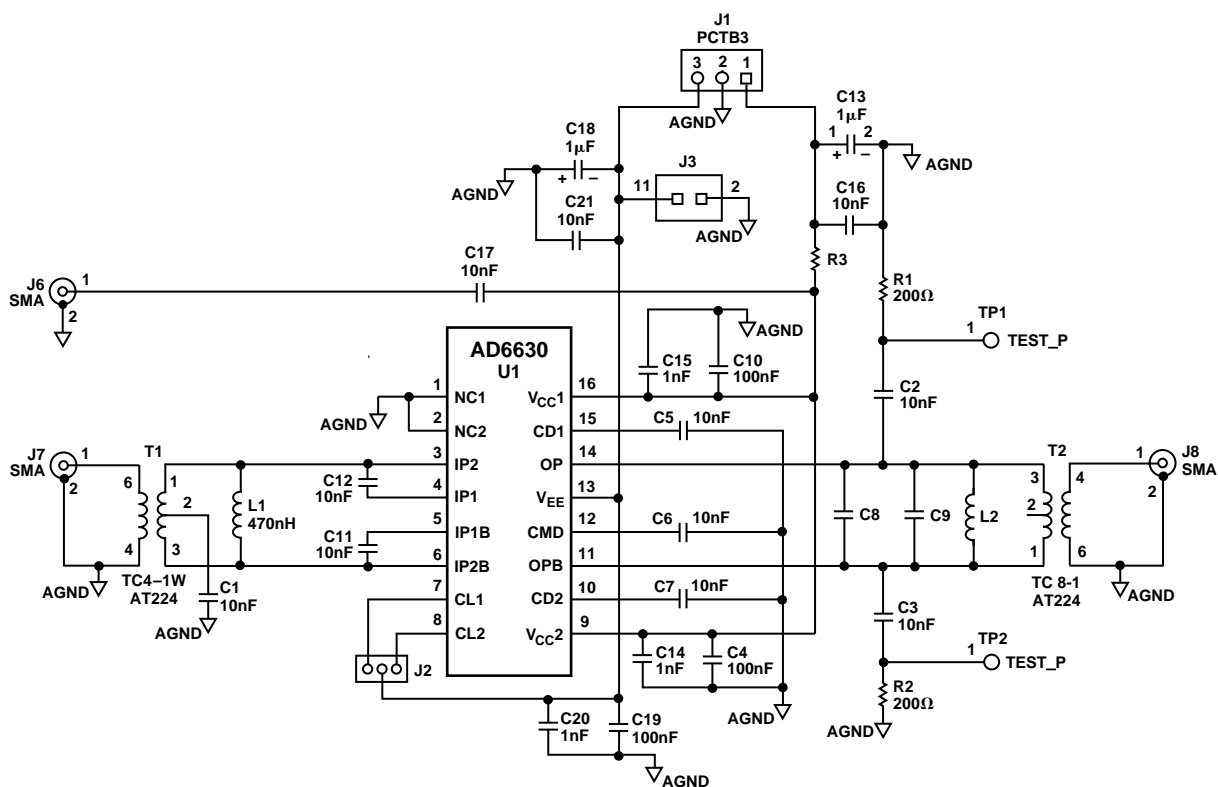 J1
PCTB3
3 2 1
AGND
C13
1μF
1 2
+ –
AGND
C18
1μF
+ –
AGND
J3
11 2
AGND
C16
10nF
C21
10nF
R3
C17
10nF
J6
SMA
1
2
R1
200Ω
TP1
1
TEST_P
AGND
C15
1nF
C10
100nF
C2
10nF
AD6630
U1
1 NC1
2 NC2
3 IP2
4 IP1
5 IP1B
6 IP2B
7 CL1
8 CL2
VCC1 16
CD1 15
OP 14
VEE 13
CMD 12
OPB 11
CD2 10
VCC2 9
AGND
J7
SMA
1
2
AGND
T1
6
4
1
2
3
TC4–1W
AT224
L1
470nH
C12
10nF
C11
10nF
C1
10nF
AGND
J2
C5 10nF
C6 10nF
C7 10nF
C14
1nF
C4
100nF
AGND
C20
1nF
C19
100nF
AGND
C8
C9
L2
T2
3
2
1
4
6
TC 8-1
AT224
J8
SMA
1
2
AGND
C3
10nF
TP2
1
TEST_P
R2
200Ω
AGND